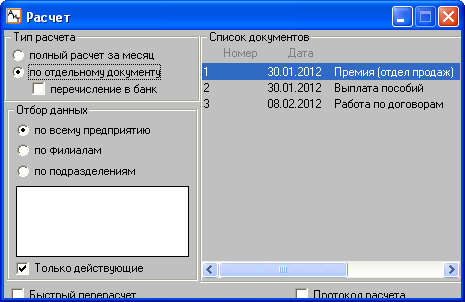 Расчет
Тип расчета
полный расчет за месяц
по отдельному документу
перечисление в банк
Отбор данных
по всему предприятию
по филиалам
по подразделениям
Только действующие
Список документов
Номер Дата
1 30.01.2012 Премия (отдел продаж)
2 30.01.2012 Выплата пособий
3 08.02.2012 Работа по договорам
Быстрый перерасчет
Протокол расчета